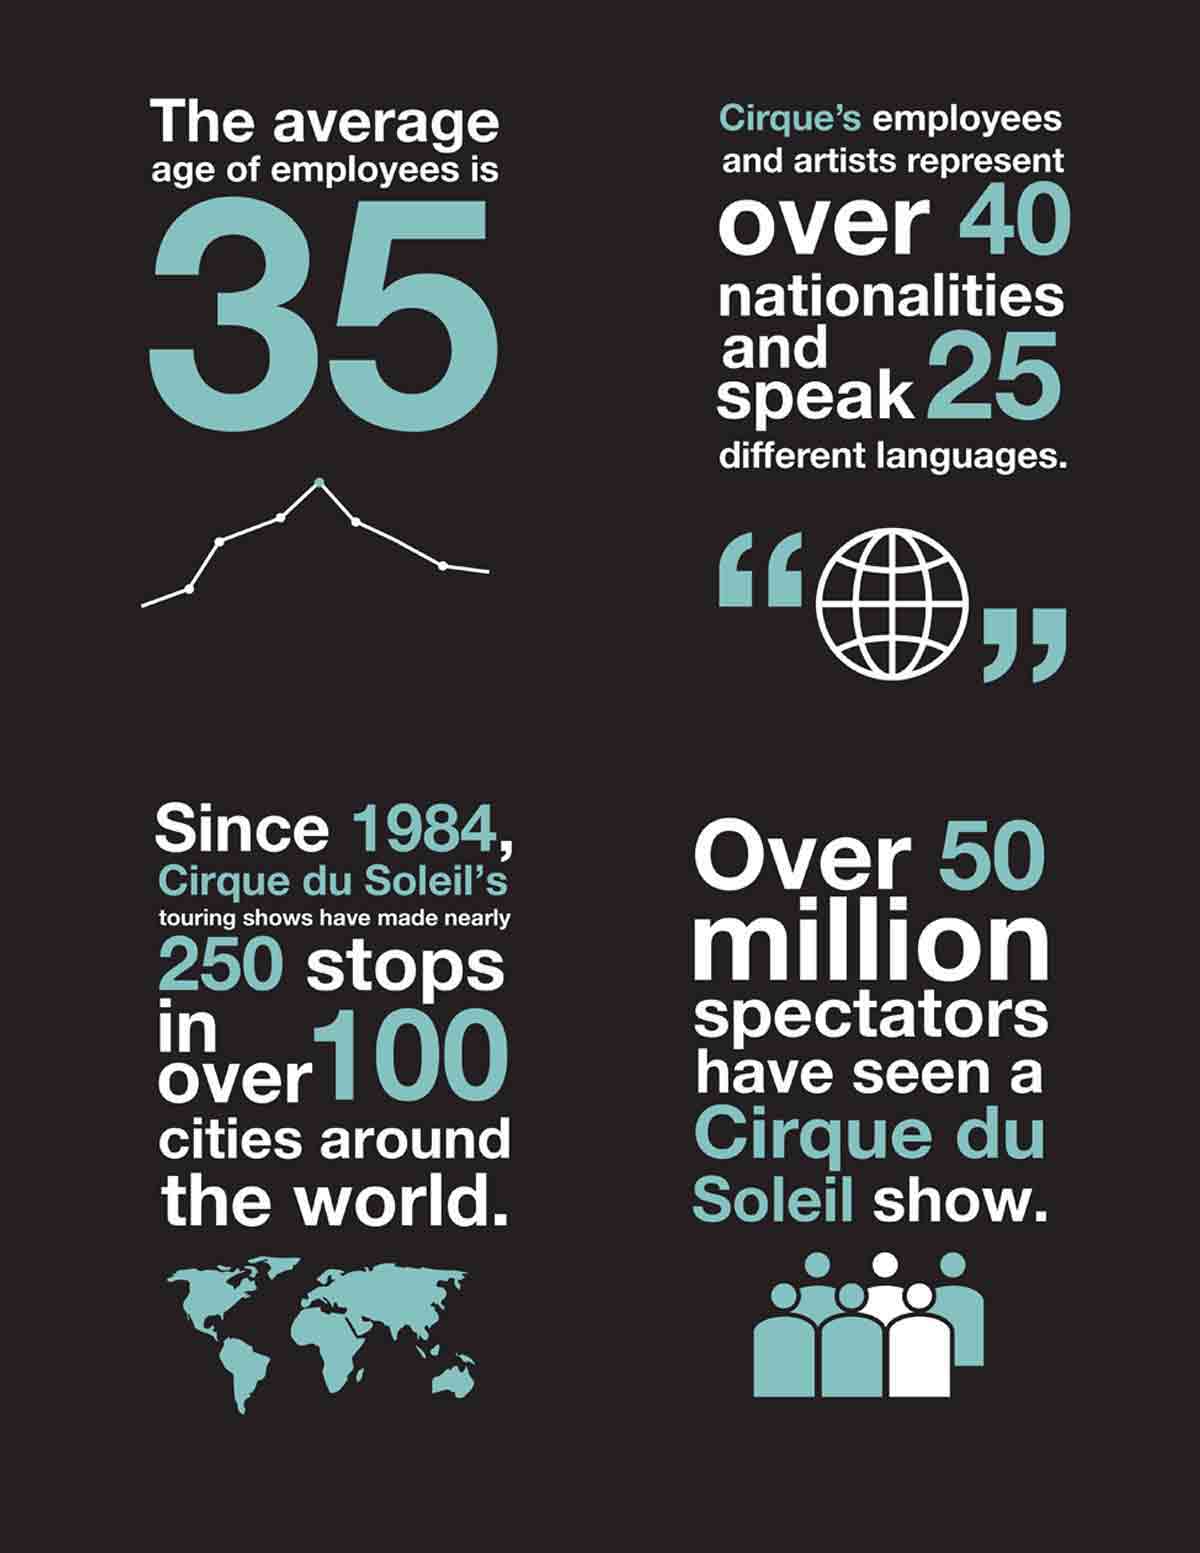 The average
age of employees is
35
Cirque's employees
and artists represent
over 40
nationalities
and
speak 25
different languages.
“
”
Since 1984,
Cirque du Soleil's
touring shows have made nearly
250 stops
in
over 100
cities around
the world.
Over 50
million
spectators
have seen a
Cirque du
Soleil show.